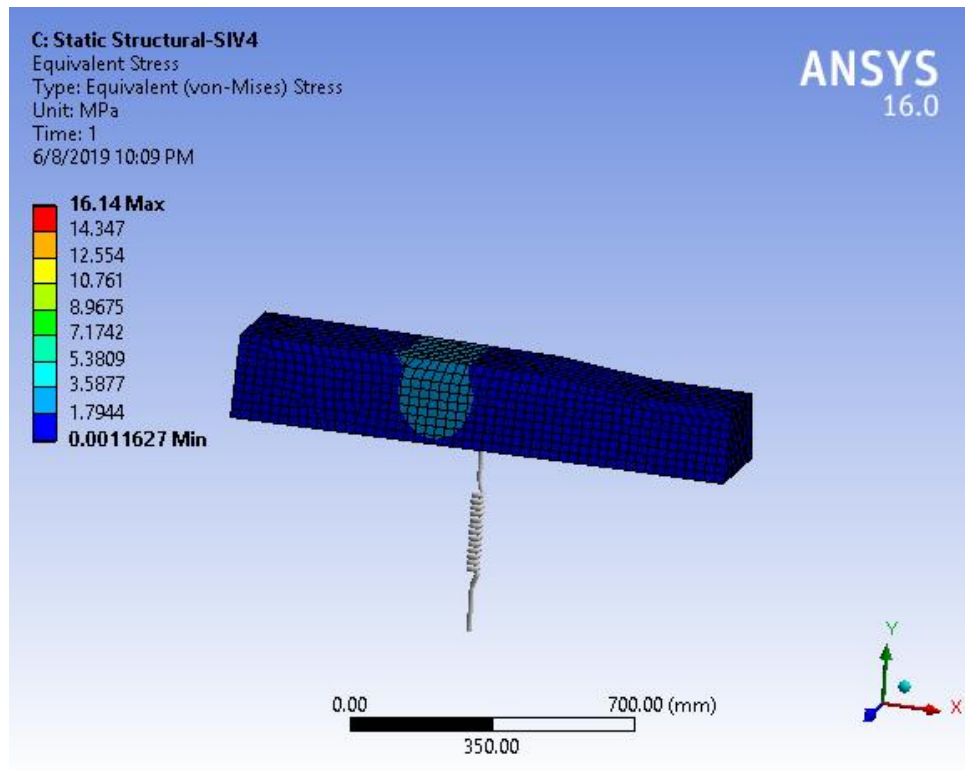 C: Static Structural-SIV4
Equivalent Stress
Type: Equivalent (von-Mises) Stress
Unit: MPa
Time: 1
6/8/2019 10:09 PM
ANSYS
16.0
16.14 Max
14.347
12.554
10.761
8.9675
7.1742
5.3809
3.5877
1.7944
0.0011627 Min
0.00
700.00 (mm)
350.00
Y
X